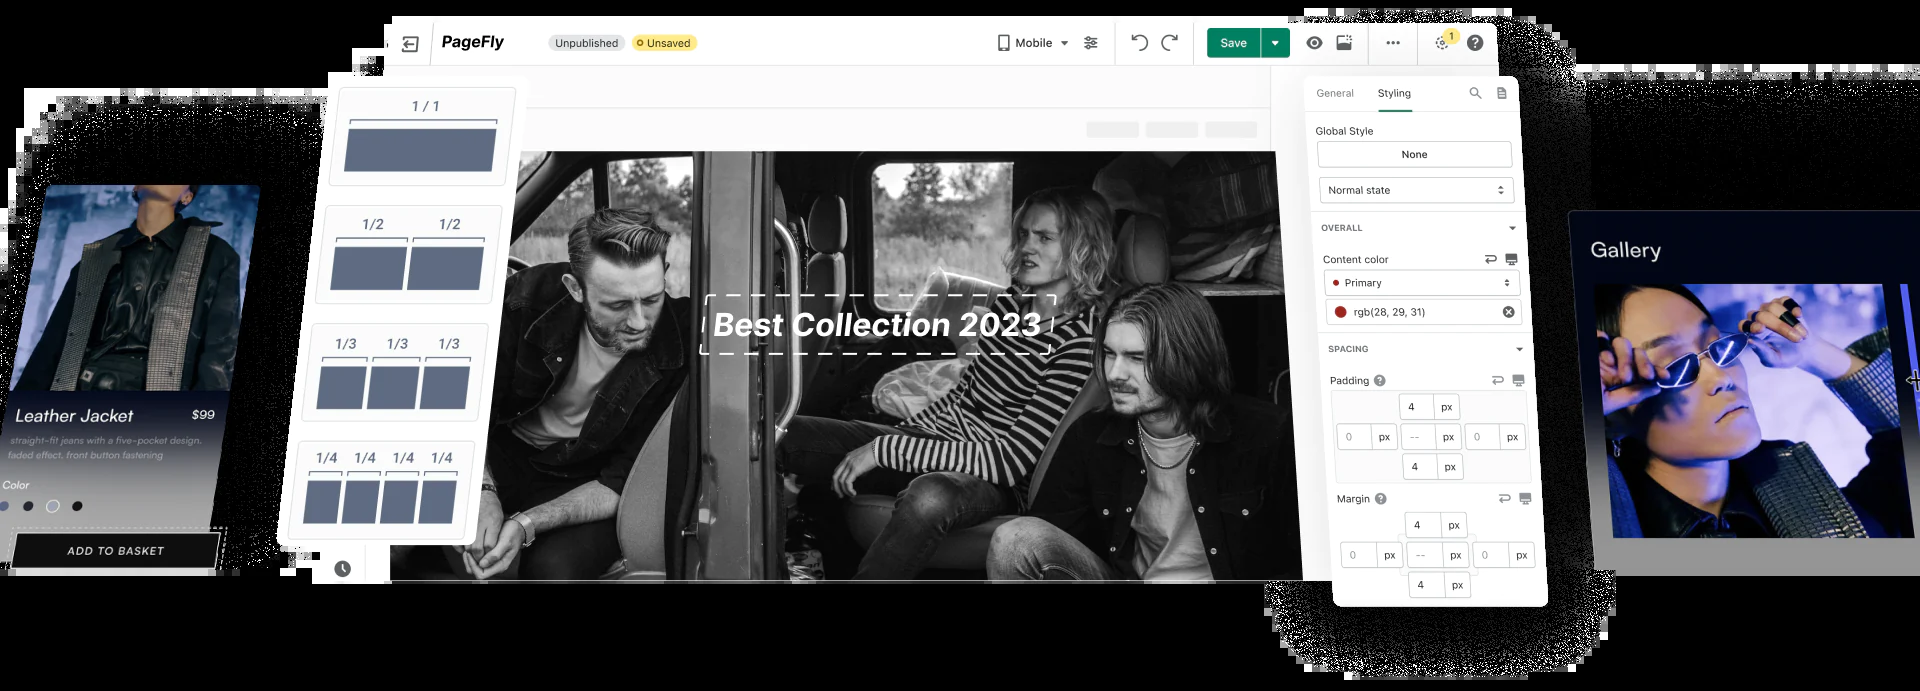 PageFly
Unpublished
Unsaved
Mobile
Save
1
1 / 1
1/2 1/2
1/3 1/3 1/3
1/4 1/4 1/4 1/4
Leather Jacket $99
straight-fit jeans with a five-pocket design.
faded effect, front button fastening
Color
ADD TO BASKET
Best Collection 2023
General Styling
Global Style
None
Normal state
OVERALL
Content color
Primary
rgb(28, 29, 31)
SPACING
Padding ?
4 px
0 px -- px 0 px
4 px
Margin ?
4 px
0 px -- px 0 px
4 px
Gallery